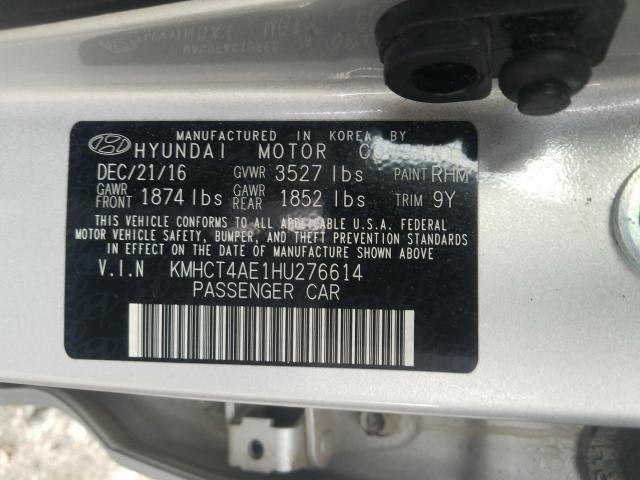 MANUFACTURED IN KOREA BY
HYUNDAI MOTOR
DEC/21/16 GVWR 3527 lbs PAINT RHM
GAWR FRONT 1874 lbs GAWR REAR 1852 lbs TRIM 9Y
THIS VEHICLE CONFORMS TO ALL APPLICABLE U.S.A. FEDERAL
MOTOR VEHICLE SAFETY, BUMPER, AND THEFT PREVENTION STANDARDS
IN EFFECT ON THE DATE OF MANUFACTURE SHOWN ABOVE
V.I.N KMHCT4AE1HU276614
PASSENGER CAR